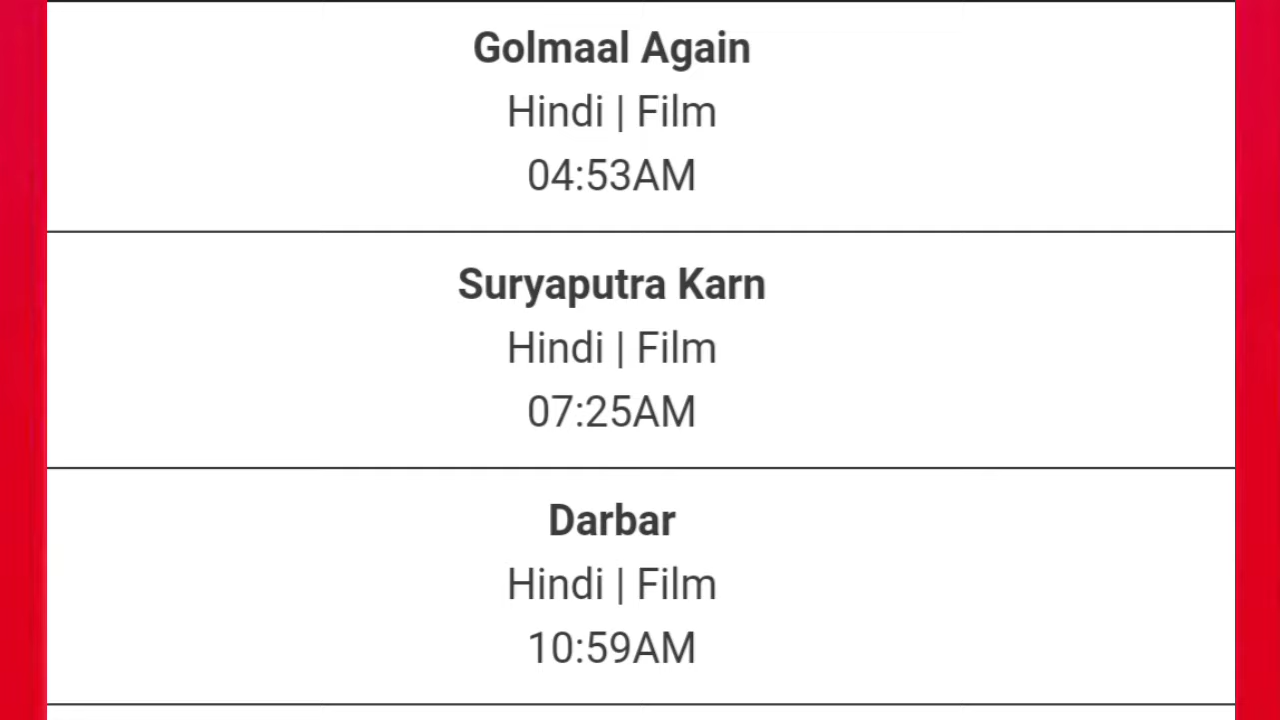 Golmaal Again
Hindi | Film
04:53AM
Suryaputra Karn
Hindi | Film
07:25AM
Darbar
Hindi | Film
10:59AM